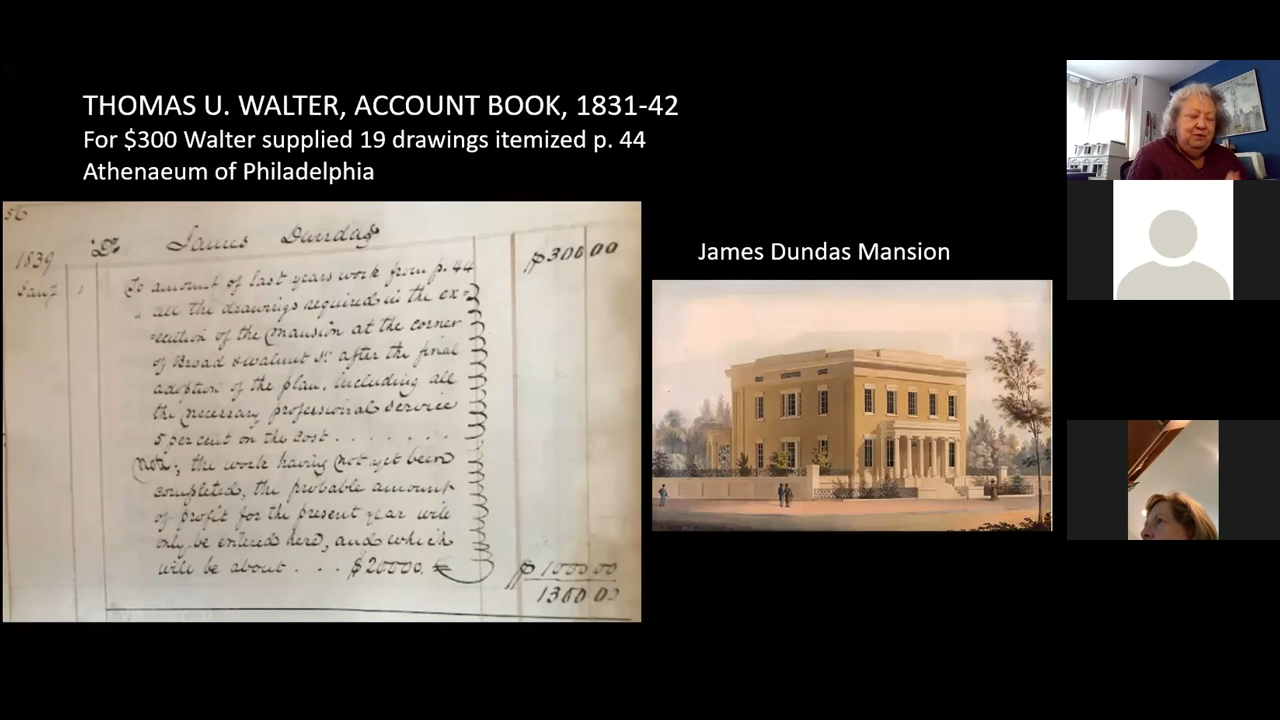 THOMAS U. WALTER, ACCOUNT BOOK, 1831-42
For $300 Walter supplied 19 drawings itemized p. 44
Athenaeum of Philadelphia
56
1839 Dr James Dundas
Jany 1 To amount of last years work from p. 44 $300 00
" all the drawings required in the ex-
-ecution of the mansion at the corner
of Broad & walnut St. after the final
adoption of the plan, including all
the necessary professional service
5 per cent on the cost . . . . . . .
Note; the work having not yet been
completed, the probable amount
of profit for the present year will
only be entered here, and which
will be about . . . $20000. = $1000 00
1300 00
James Dundas Mansion